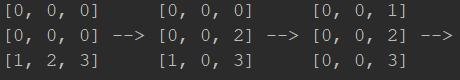 [0, 0, 0]     [0, 0, 0]     [0, 0, 1]
[0, 0, 0] --> [0, 0, 2] --> [0, 0, 2] -->
[1, 2, 3]     [1, 0, 3]     [0, 0, 3]